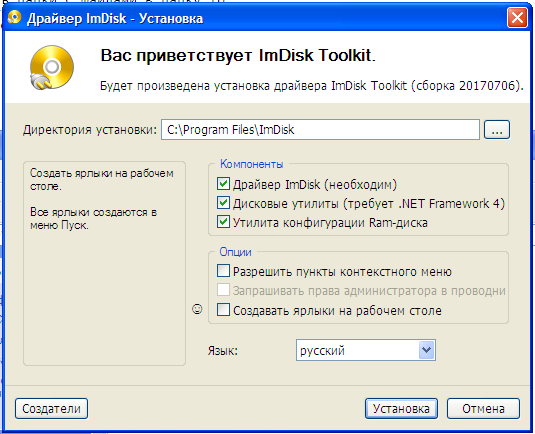 Драйвер ImDisk - Установка
Вас приветствует ImDisk Toolkit.
Будет произведена установка драйвера ImDisk Toolkit (сборка 20170706).
Директория установки: C:\Program Files\ImDisk ...
Создать ярлыки на рабочем
столе.
Все ярлыки создаются в
меню Пуск.
Компоненты
Драйвер ImDisk (необходим)
Дисковые утилиты (требует .NET Framework 4)
Утилита конфигурации Ram-диска
Опции
Разрешить пункты контекстного меню
Запрашивать права администратора в проводни
Создавать ярлыки на рабочем столе
Язык: русский
Создатели Установка Отмена